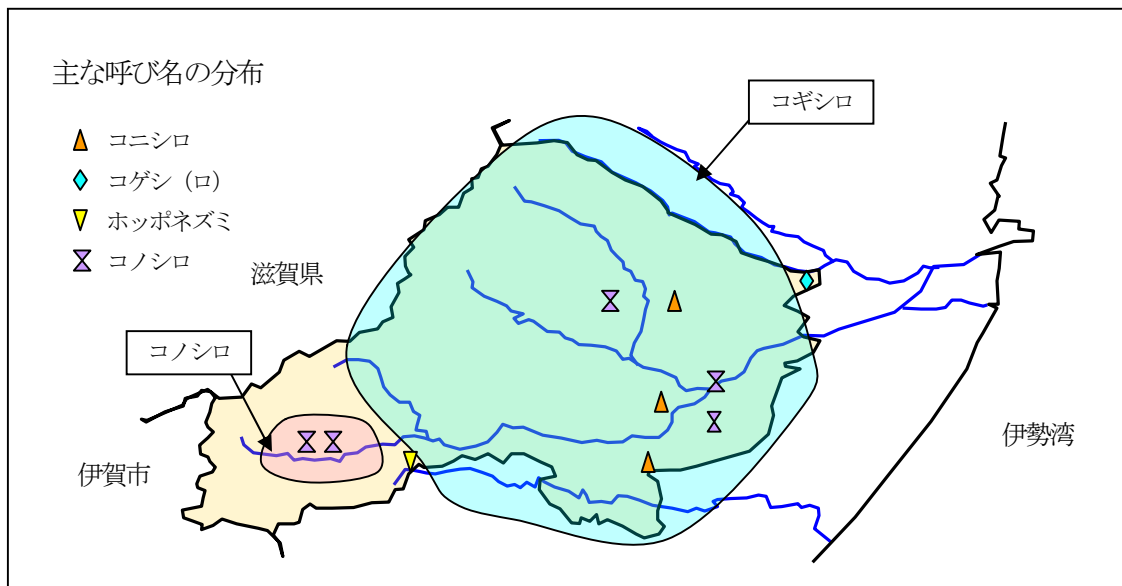 主な呼び名の分布
コニシロ
コゲシ（ロ）
ホッポネズミ
コノシロ
コギシロ
滋賀県
コノシロ
伊賀市
伊勢湾